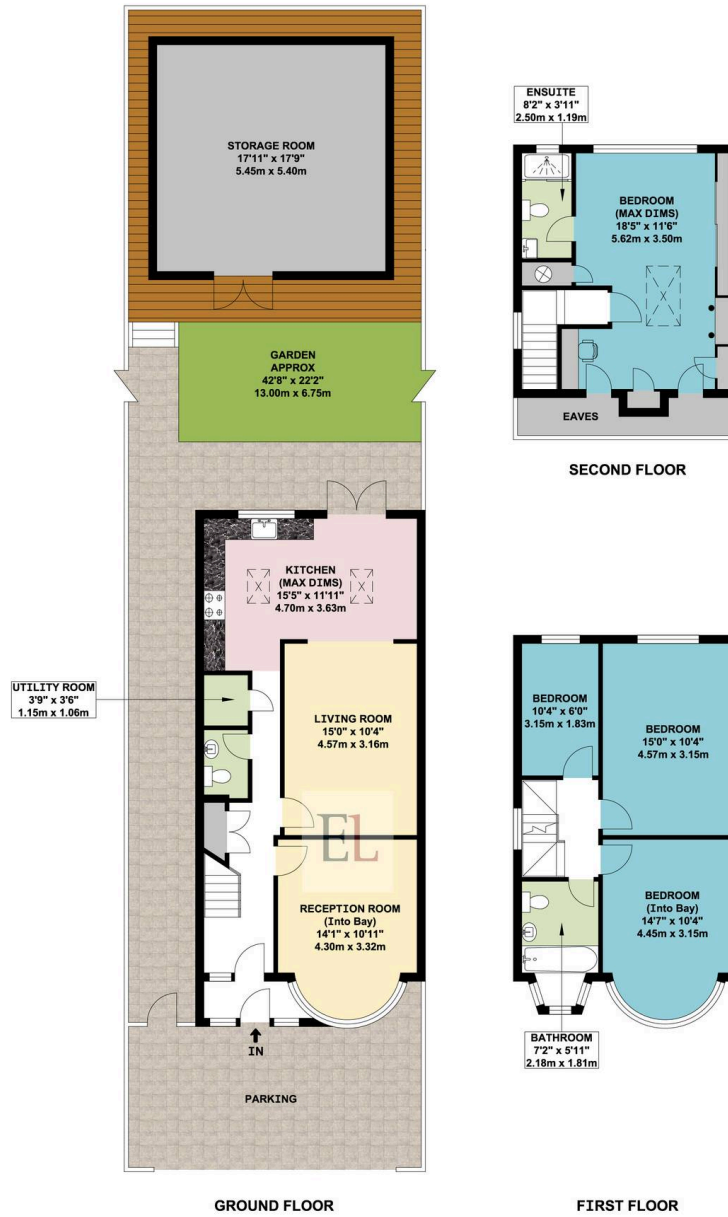 STORAGE ROOM
17'11" x 17'9"
5.45m x 5.40m
GARDEN
APPROX
42'8" x 22'2"
13.00m x 6.75m
KITCHEN
(MAX DIMS)
15'5" x 11'11"
4.70m x 3.63m
UTILITY ROOM
3'9" x 3'6"
1.15m x 1.06m
LIVING ROOM
15'0" x 10'4"
4.57m x 3.16m
EL
RECEPTION ROOM
(Into Bay)
14'1" x 10'11"
4.30m x 3.32m
IN
PARKING
GROUND FLOOR
ENSUITE
8'2" x 3'11"
2.50m x 1.19m
BEDROOM
(MAX DIMS)
18'5" x 11'6"
5.62m x 3.50m
EAVES
SECOND FLOOR
BEDROOM
10'4" x 6'0"
3.15m x 1.83m
BEDROOM
15'0" x 10'4"
4.57m x 3.15m
BEDROOM
(Into Bay)
14'7" x 10'4"
4.45m x 3.15m
BATHROOM
7'2" x 5'11"
2.18m x 1.81m
FIRST FLOOR